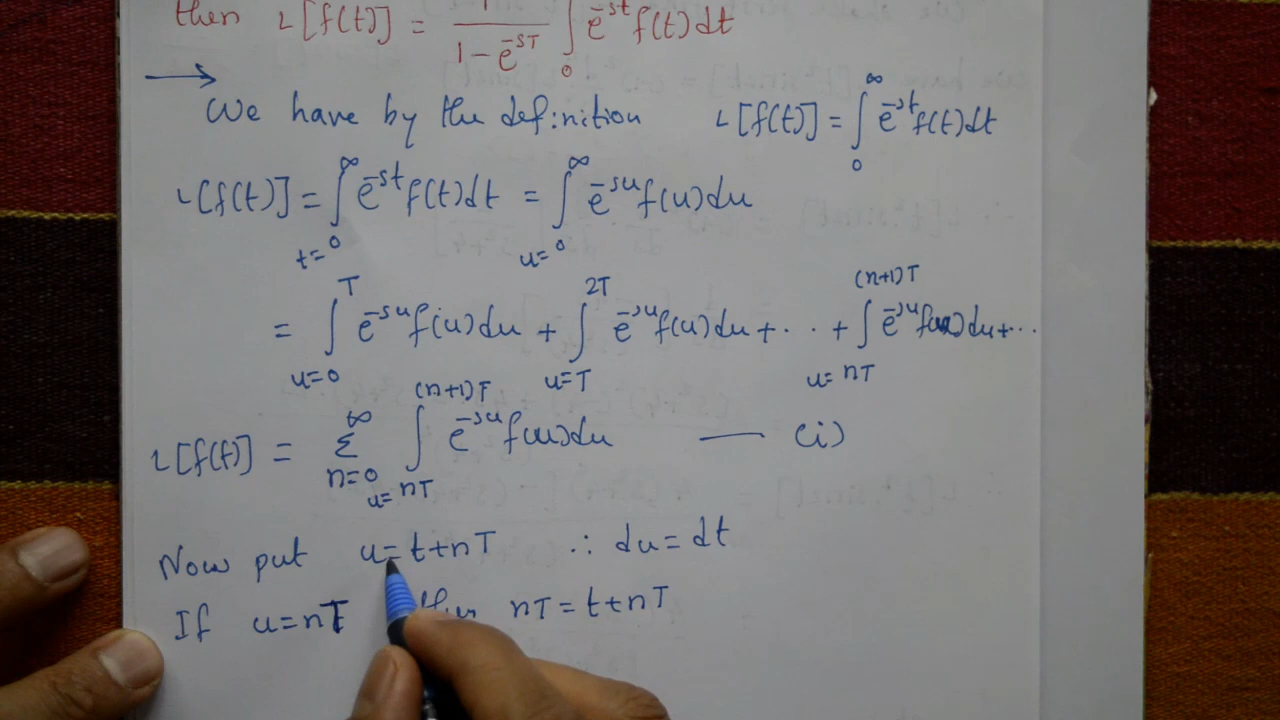 then L[f(t)] = 1/(1-e^{-sT}) ∫_0 e^{-st} f(t) dt
We have by the definition L[f(t)] = ∫_0^∞ e^{-st} f(t) dt
L[f(t)] = ∫_{t=0}^∞ e^{-st} f(t) dt = ∫_{u=0}^∞ e^{-su} f(u) du
= ∫_{u=0}^T e^{-su} f(u) du + ∫_{u=T}^{2T} e^{-su} f(u) du + . . + ∫_{u=nT}^{(n+1)T} e^{-su} f(u) du + ...
L[f(t)] = Σ_{n=0}^∞ ∫_{u=nT}^{(n+1)T} e^{-su} f(u) du — (i)
Now put u = t+nT ∴ du = dt
If u=nT then nT = t+nT